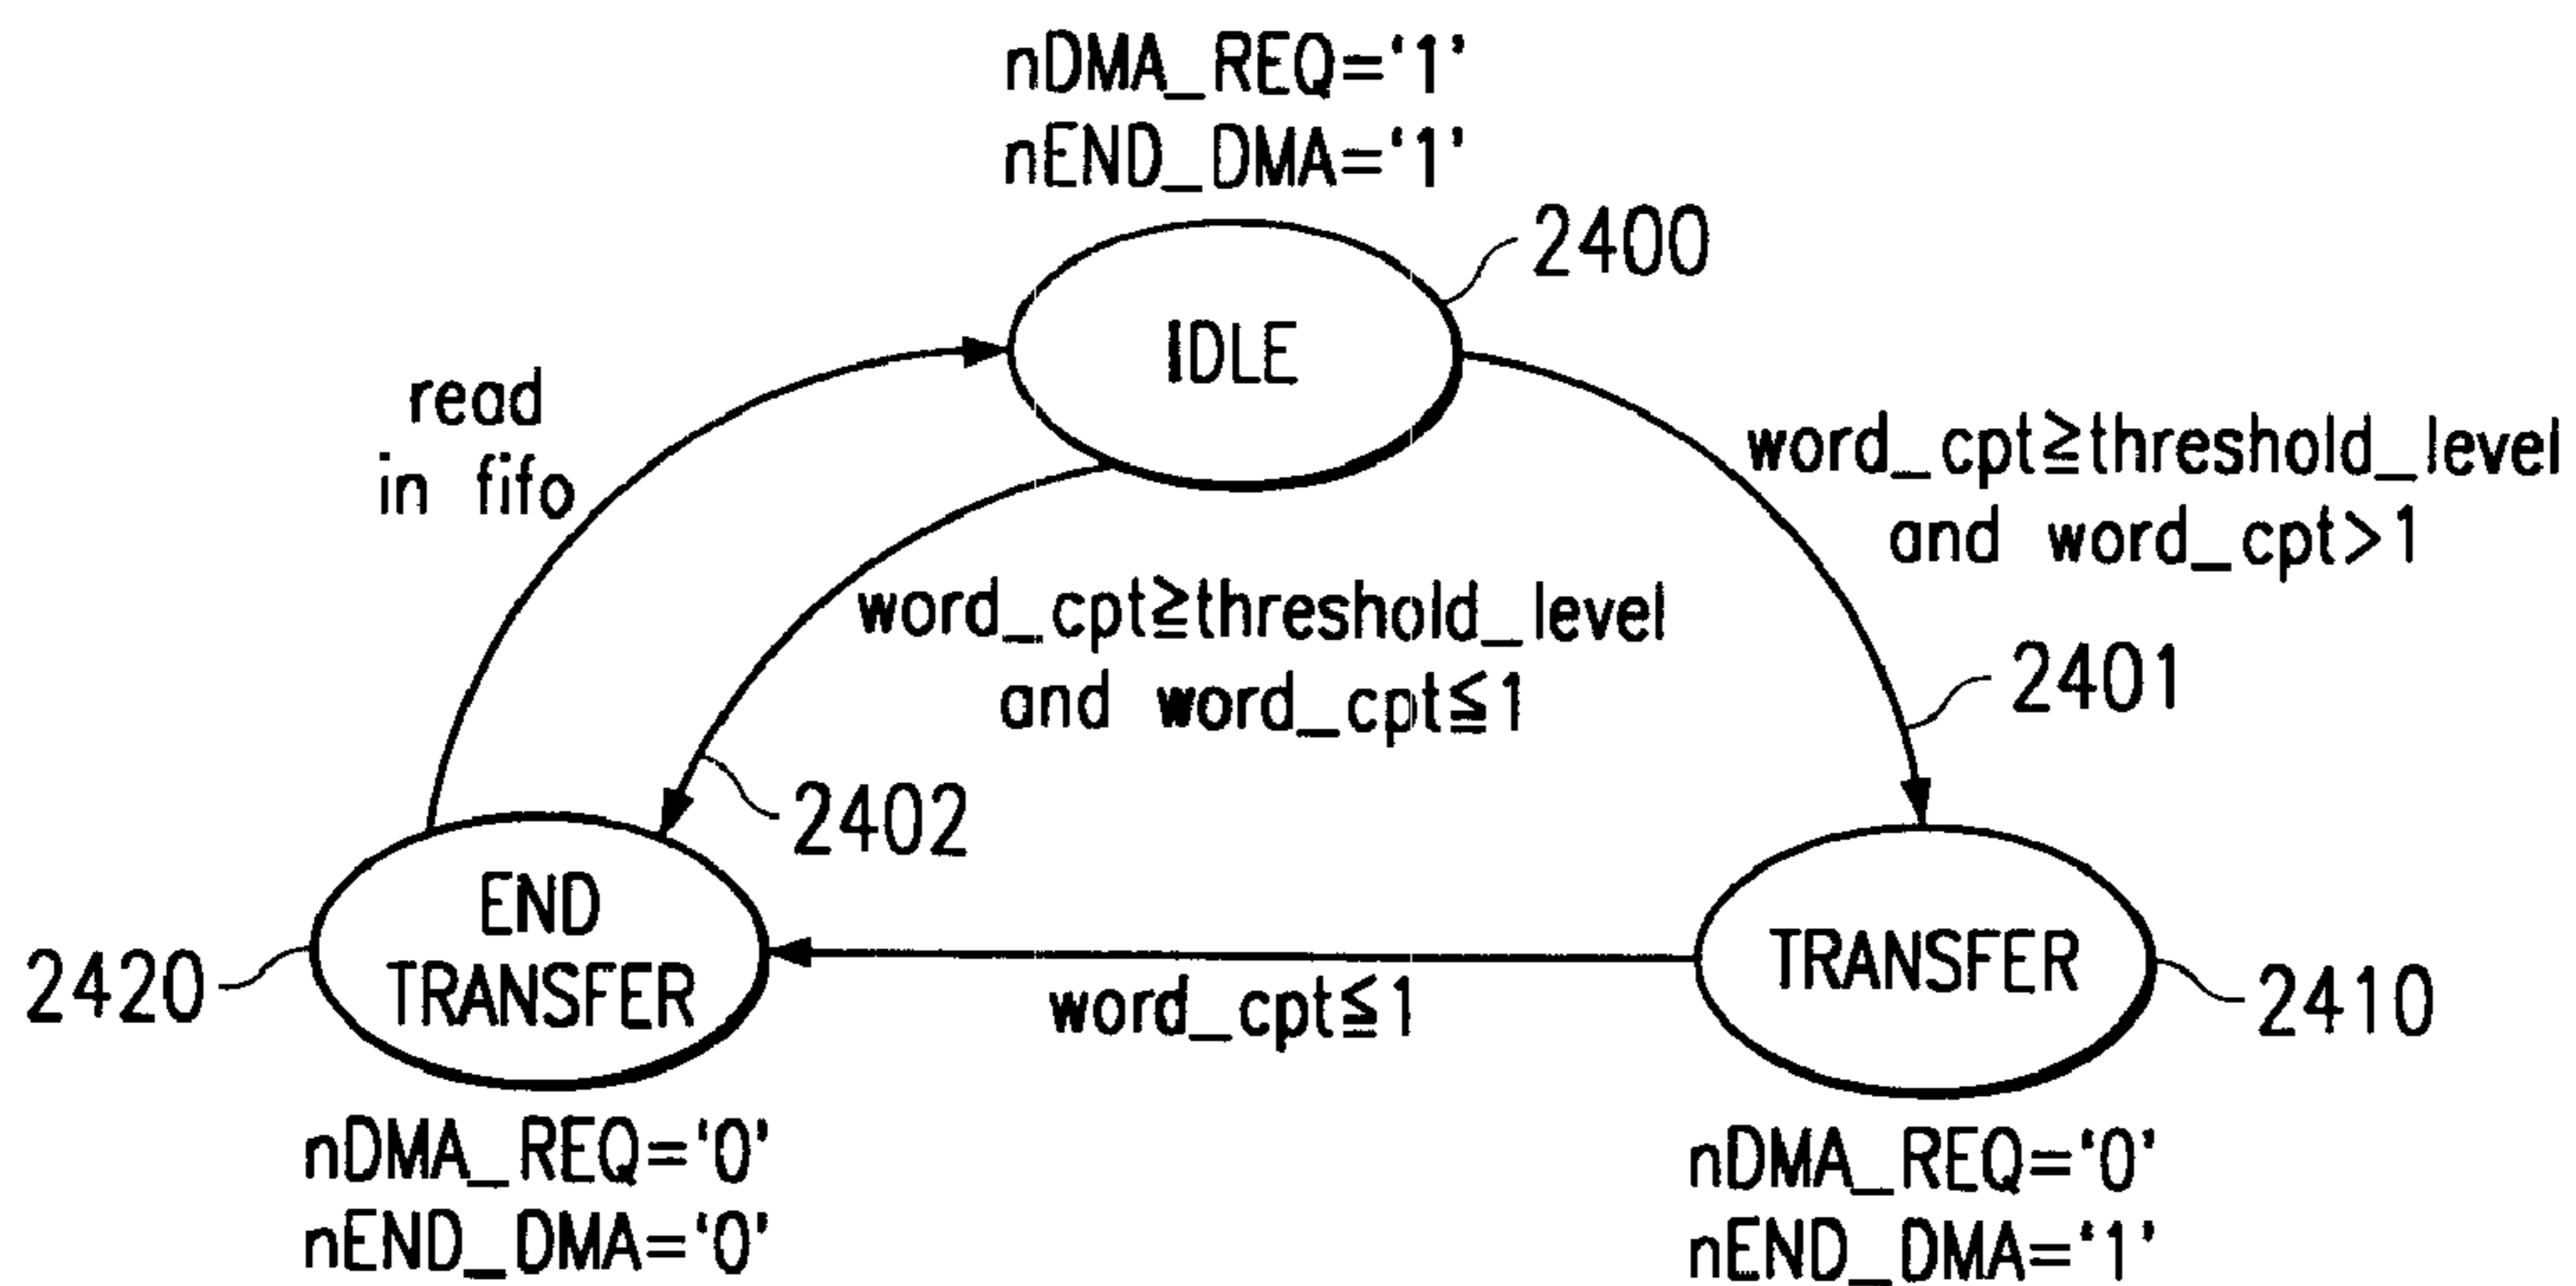 nDMA_REQ=‘1’
nEND_DMA=‘1’
2400
IDLE
read
in fifo
word_cpt≧threshold_level
and word_cpt>1
word_cpt≧threshold_level
and word_cpt≦1
2401
2402
END
TRANSFER
2420
TRANSFER
2410
word_cpt≦1
nDMA_REQ=‘0’
nEND_DMA=‘0’
nDMA_REQ=‘0’
nEND_DMA=‘1’